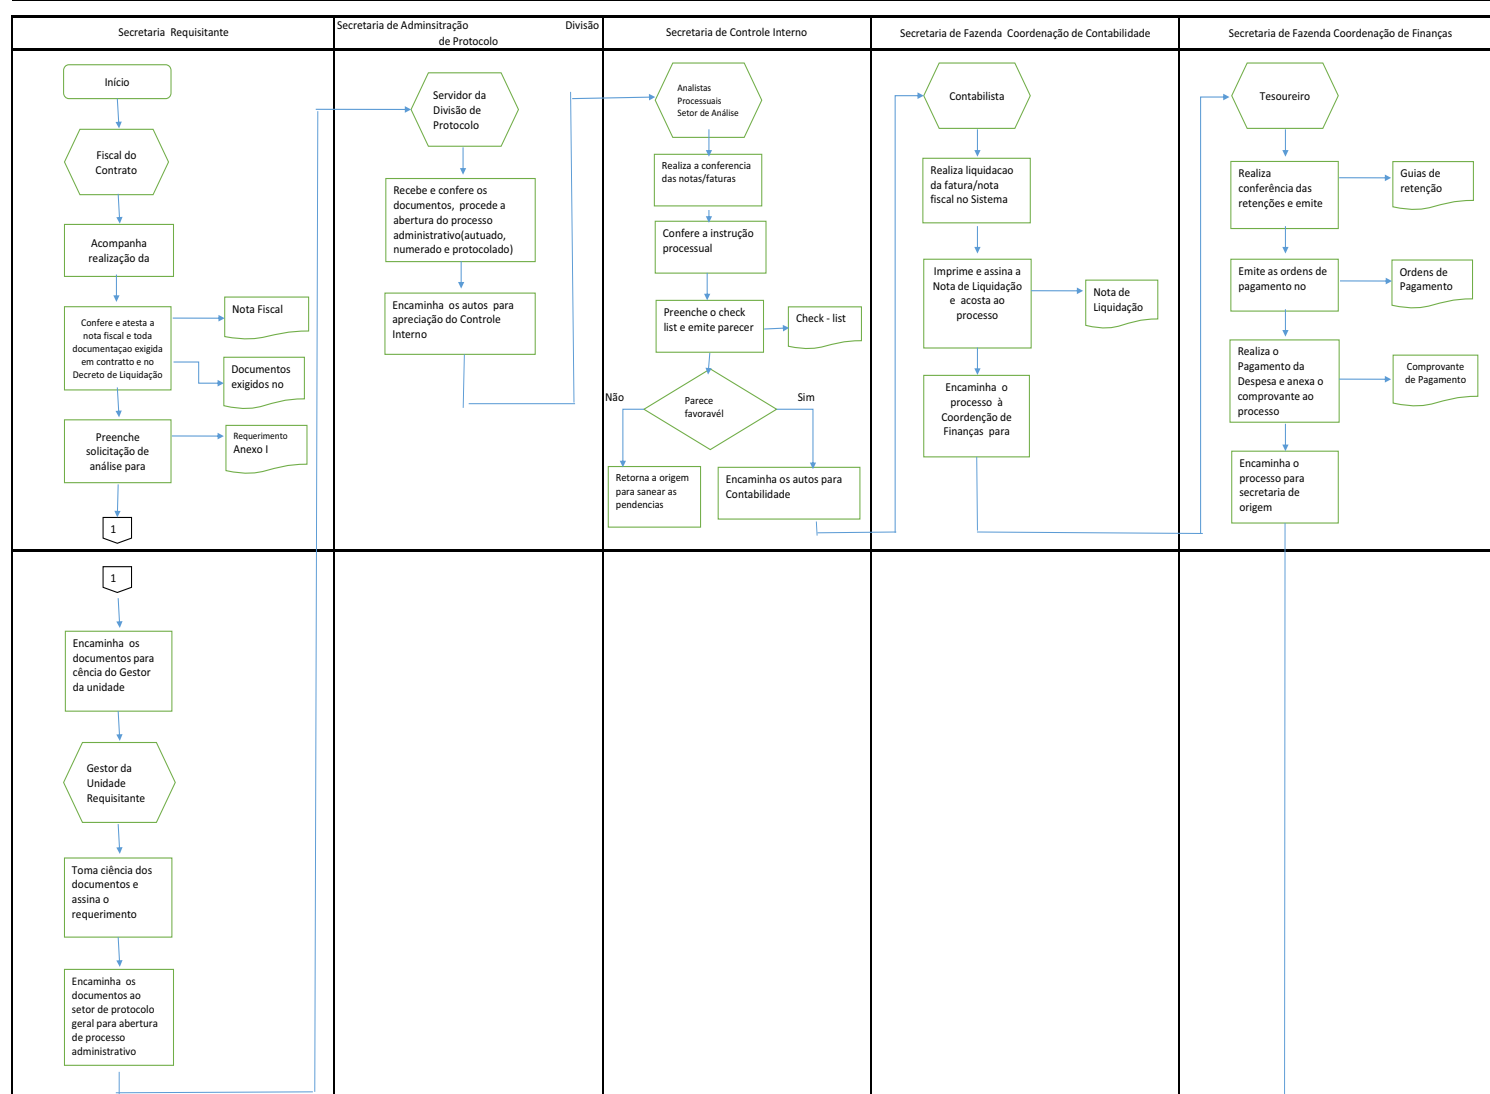 Secretaria Requisitante
Secretaria de Adminsitração Divisão
de Protocolo
Secretaria de Controle Interno
Secretaria de Fazenda Coordenação de Contabilidade
Secretaria de Fazenda Coordenação de Finanças
Início
Fiscal do
Contrato
Acompanha
realização da
Confere e atesta a
nota fiscal e toda
documentaçao exigida
em contratto e no
Decreto de Liquidação
Nota Fiscal
Documentos
exigidos no
Preenche
solicitação de
análise para
Requerimento
Anexo I
1
Servidor da
Divisão de
Protocolo
Recebe e confere os
documentos, procede a
abertura do processo
administrativo(autuado,
numerado e protocolado)
Encaminha os autos para
apreciação do Controle
Interno
Analistas
Processuais
Setor de Análise
Realiza a conferencia
das notas/faturas
Confere a instrução
processual
Preenche o check
list e emite parecer
Check - list
Não
Parece
favoravél
Sim
Retorna a origem
para sanear as
pendencias
Encaminha os autos para
Contabilidade
Contabilista
Realiza liquidacao
da fatura/nota
fiscal no Sistema
Imprime e assina a
Nota de Liquidação
e acosta ao
processo
Nota de
Liquidação
Encaminha o
processo à
Coordenção de
Finanças para
Tesoureiro
Realiza
conferência das
retenções e emite
Guias de
retenção
Emite as ordens de
pagamento no
Ordens de
Pagamento
Realiza o
Pagamento da
Despesa e anexa o
comprovante ao
processo
Comprovante
de Pagamento
Encaminha o
processo para
secretaria de
origem
1
Encaminha os
documentos para
cência do Gestor
da unidade
Gestor da
Unidade
Requisitante
Toma ciência dos
documentos e
assina o
requerimento
Encaminha os
documentos ao
setor de protocolo
geral para abertura
de processo
administrativo